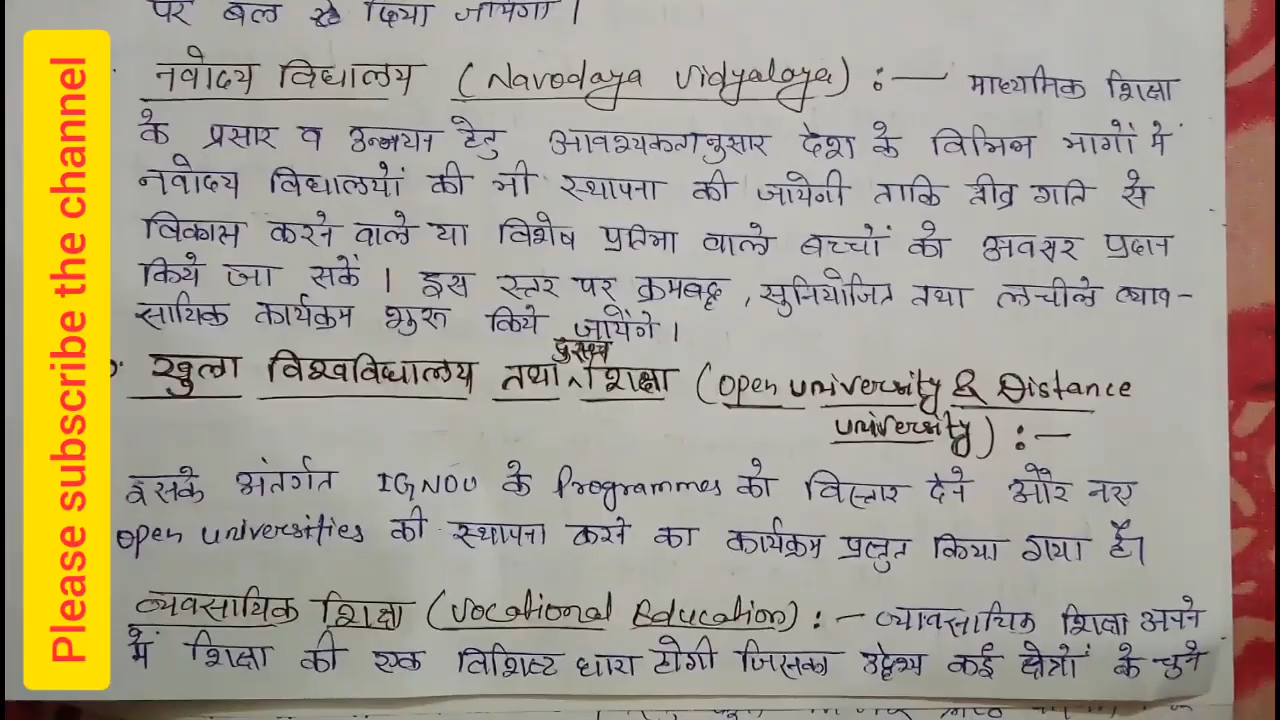 पर बल दिया जायेगा।
नवोदय विद्यालय (Navodaya Vidyalaya) :— माध्यमिक शिक्षा
के प्रसार व उन्नयन हेतु आवश्यकतानुसार देश के विभिन्न भागों में
नवोदय विद्यालयों की भी स्थापना की जायेगी ताकि तीव्र गति से
विकास करने वाले या विशेष प्रतिभा वाले बच्चों को अवसर प्रदान
किये जा सकें। इस स्तर पर क्रमबद्ध, सुनियोजित तथा लचीले व्याव-
सायिक कार्यक्रम शुरू किये जायेंगे।
खुला विश्वविद्यालय तथा दूरस्थ शिक्षा (Open University & Distance
University) :—
इसके अंतर्गत IGNOU के Programmes को विस्तार देने और नए
Open Universities की स्थापना करने का कार्यक्रम प्रस्तुत किया गया है।
व्यवसायिक शिक्षा (Vocational Education) :— व्यावसायिक शिक्षा अपने
में शिक्षा की एक विशिष्ट धारा होगी जिसका उद्देश्य कई क्षेत्रों के चुने
Please subscribe the channel